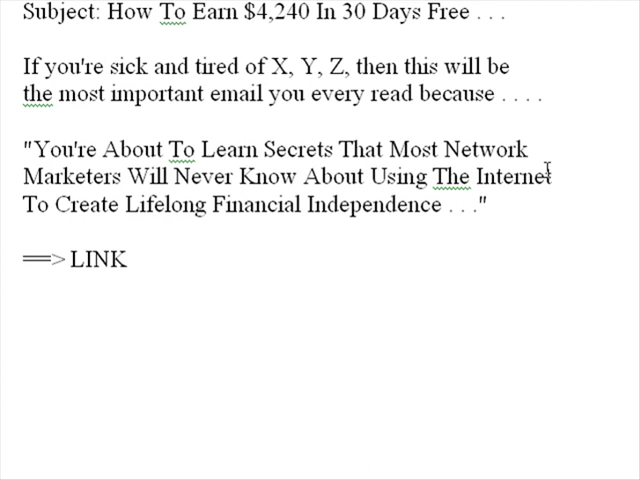 Subject: How To Earn $4,240 In 30 Days Free . . .
If you're sick and tired of X, Y, Z, then this will be
the most important email you every read because . . . .
"You're About To Learn Secrets That Most Network
Marketers Will Never Know About Using The Internet
To Create Lifelong Financial Independence . . ."
==> LINK